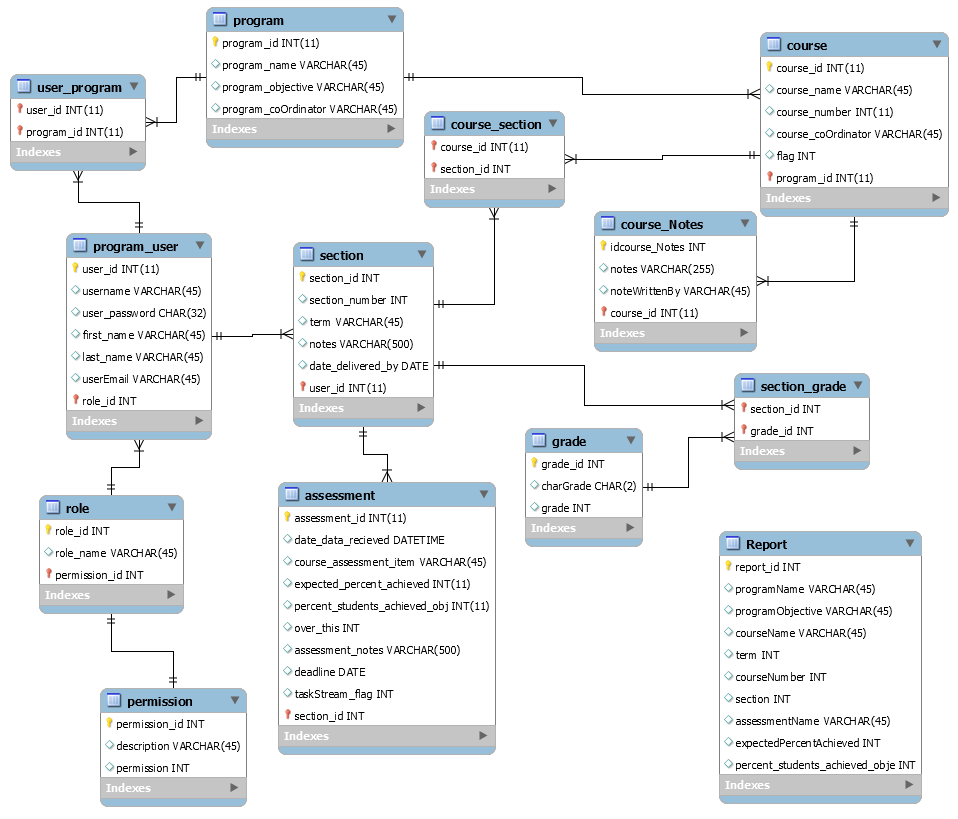 program
program_id INT(11)
program_name VARCHAR(45)
program_objective VARCHAR(45)
program_coOrdinator VARCHAR(45)
Indexes
course
course_id INT(11)
course_name VARCHAR(45)
course_number INT(11)
course_coOrdinator VARCHAR(45)
flag INT
program_id INT(11)
Indexes
user_program
user_id INT(11)
program_id INT(11)
Indexes
course_section
course_id INT(11)
section_id INT
Indexes
course_Notes
idcourse_Notes INT
notes VARCHAR(255)
noteWrittenBy VARCHAR(45)
course_id INT(11)
Indexes
program_user
user_id INT(11)
username VARCHAR(45)
user_password CHAR(32)
first_name VARCHAR(45)
last_name VARCHAR(45)
userEmail VARCHAR(45)
role_id INT
Indexes
section
section_id INT
section_number INT
term VARCHAR(45)
notes VARCHAR(500)
date_delivered_by DATE
user_id INT(11)
Indexes
section_grade
section_id INT
grade_id INT
Indexes
grade
grade_id INT
charGrade CHAR(2)
grade INT
Indexes
role
role_id INT
role_name VARCHAR(45)
permission_id INT
Indexes
assessment
assessment_id INT(11)
date_data_recieved DATETIME
course_assessment_item VARCHAR(45)
expected_percent_achieved INT(11)
percent_students_achieved_obj INT(11)
over_this INT
assessment_notes VARCHAR(500)
deadline DATE
taskStream_flag INT
section_id INT
Indexes
Report
report_id INT
programName VARCHAR(45)
programObjective VARCHAR(45)
courseName VARCHAR(45)
term INT
courseNumber INT
section INT
assessmentName VARCHAR(45)
expectedPercentAchieved INT
percent_students_achieved_obje INT
Indexes
permission
permission_id INT
description VARCHAR(45)
permission INT
Indexes